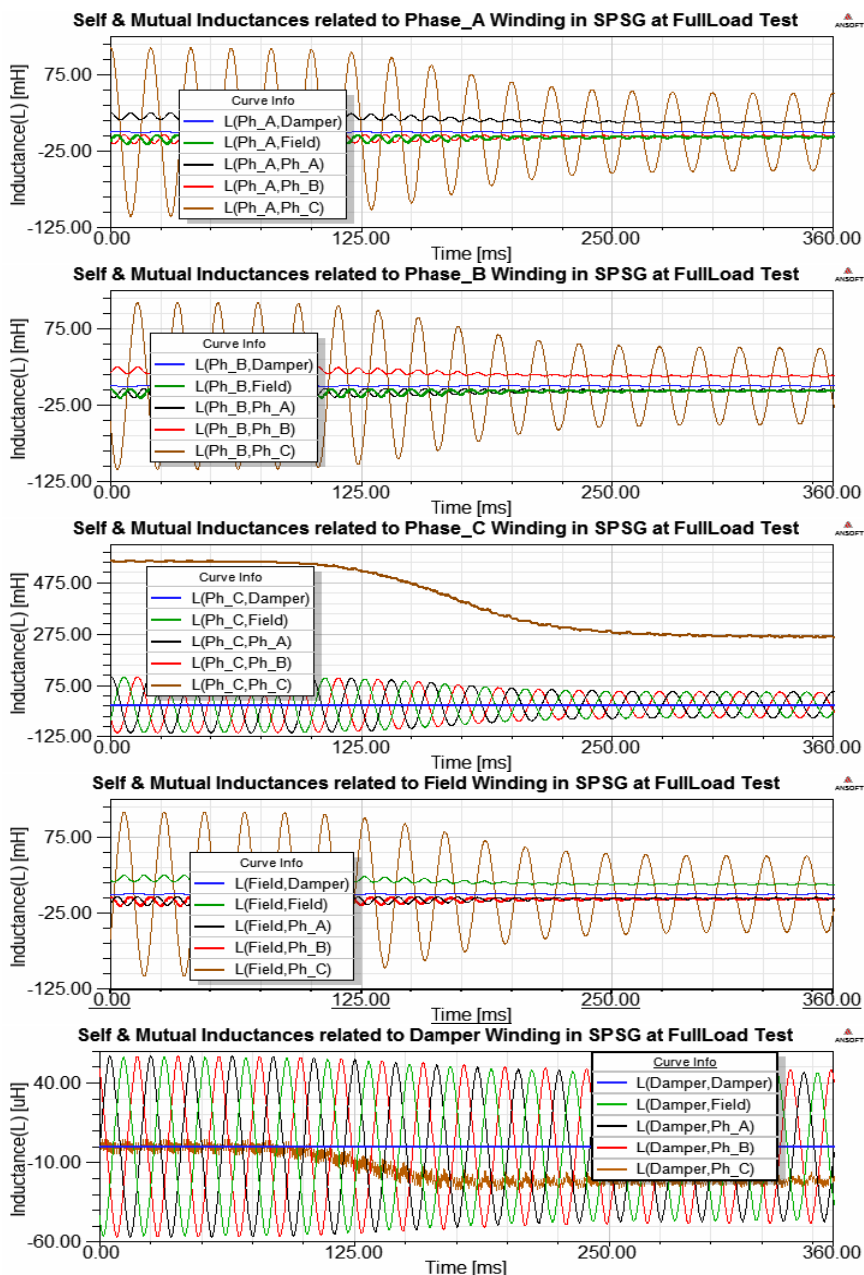 Self & Mutual Inductances related to Phase_A Winding in SPSG at FullLoad Test
ANSOFT
Inductance(L) [mH]
75.00
-25.00
-125.00
Curve Info
L(Ph_A,Damper)
L(Ph_A,Field)
L(Ph_A,Ph_A)
L(Ph_A,Ph_B)
L(Ph_A,Ph_C)
0.00
125.00
250.00
360.00
Time [ms]
Self & Mutual Inductances related to Phase_B Winding in SPSG at FullLoad Test
ANSOFT
Inductance(L) [mH]
75.00
-25.00
-125.00
Curve Info
L(Ph_B,Damper)
L(Ph_B,Field)
L(Ph_B,Ph_A)
L(Ph_B,Ph_B)
L(Ph_B,Ph_C)
0.00
125.00
250.00
360.00
Time [ms]
Self & Mutual Inductances related to Phase_C Winding in SPSG at FullLoad Test
ANSOFT
Inductance(L) [mH]
475.00
275.00
75.00
-125.00
Curve Info
L(Ph_C,Damper)
L(Ph_C,Field)
L(Ph_C,Ph_A)
L(Ph_C,Ph_B)
L(Ph_C,Ph_C)
0.00
125.00
250.00
360.00
Time [ms]
Self & Mutual Inductances related to Field Winding in SPSG at FullLoad Test
ANSOFT
Inductance(L) [mH]
75.00
-25.00
-125.00
Curve Info
L(Field,Damper)
L(Field,Field)
L(Field,Ph_A)
L(Field,Ph_B)
L(Field,Ph_C)
0.00
125.00
250.00
360.00
Time [ms]
Self & Mutual Inductances related to Damper Winding in SPSG at FullLoad Test
ANSOFT
Inductance(L) [uH]
40.00
-10.00
-60.00
Curve Info
L(Damper,Damper)
L(Damper,Field)
L(Damper,Ph_A)
L(Damper,Ph_B)
L(Damper,Ph_C)
0.00
125.00
250.00
360.00
Time [ms]